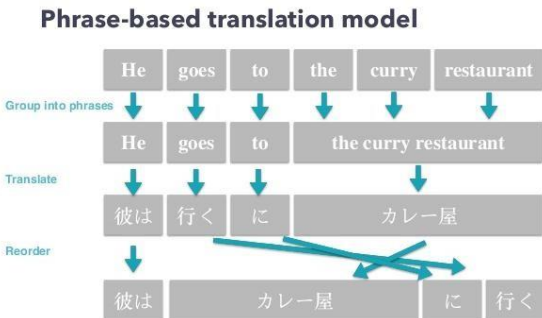 Phrase-based translation model
He goes to the curry restaurant
Group into phrases
He goes to the curry restaurant
Translate
彼は 行く に カレー屋
Reorder
彼は カレー屋 に 行く